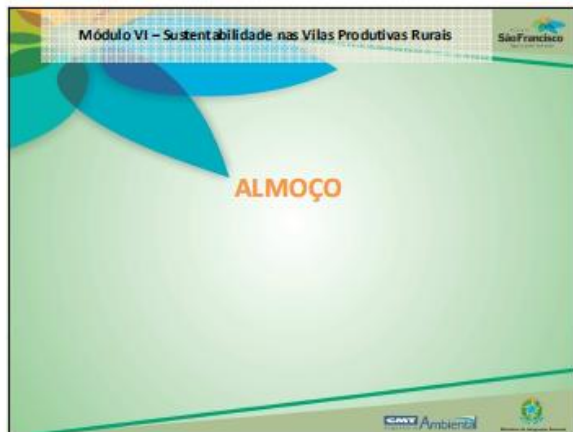 Módulo VI – Sustentabilidade nas Vilas Produtivas Rurais
São Francisco
ALMOÇO
CMT
Ambiental